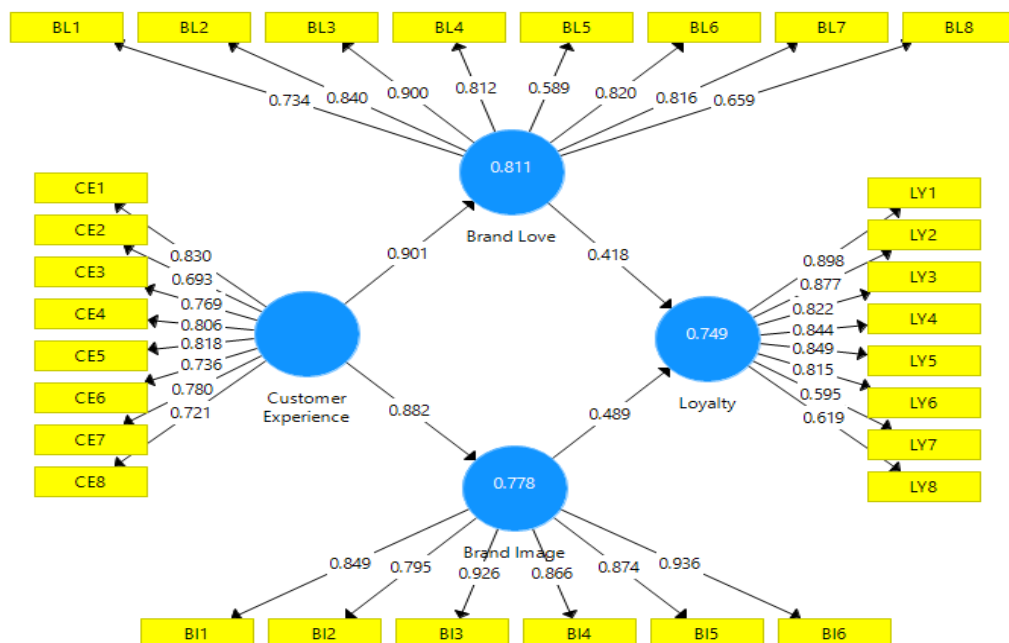 BL1 BL2 BL3 BL4 BL5 BL6 BL7 BL8
0.734 0.840 0.900 0.812 0.589 0.820 0.816 0.659
0.811
Brand Love
CE1
CE2
CE3
CE4
CE5
CE6
CE7
CE8
0.830
0.693
0.769
0.806
0.818
0.736
0.780
0.721
Customer
Experience
0.901
0.882
0.418
0.489
0.749
Loyalty
0.898
0.877
0.822
0.844
0.849
0.815
0.595
0.619
LY1
LY2
LY3
LY4
LY5
LY6
LY7
LY8
0.778
Brand Image
0.849 0.795 0.926 0.866 0.874 0.936
BI1 BI2 BI3 BI4 BI5 BI6